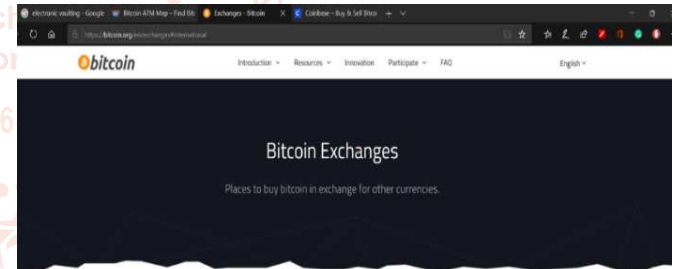 electronic vaulting - Google
Bitcoin ATM Map – Find Bitc
Exchanges - Bitcoin
Coinbase – Buy & Sell Bitco
https://bitcoin.org/en/exchanges#international
bitcoin
Introduction
Resources
Innovation
Participate
FAQ
English
Bitcoin Exchanges
Places to buy bitcoin in exchange for other currencies.